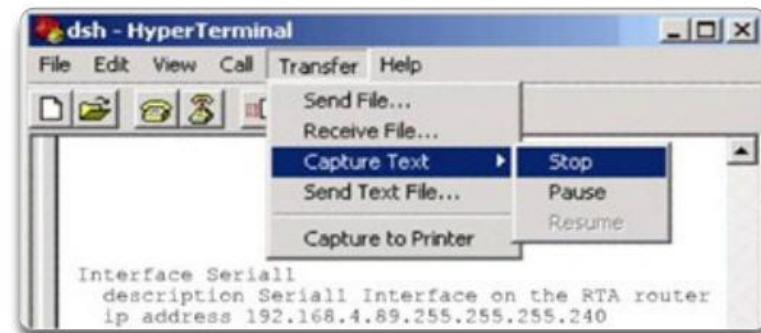 dsh - HyperTerminal
File Edit View Call Transfer Help
Send File...
Receive File...
Capture Text
Stop
Send Text File...
Pause
Resume
Capture to Printer
Interface Serial1
description Serial1 Interface on the RTA router
ip address 192.168.4.89.255.255.255.240